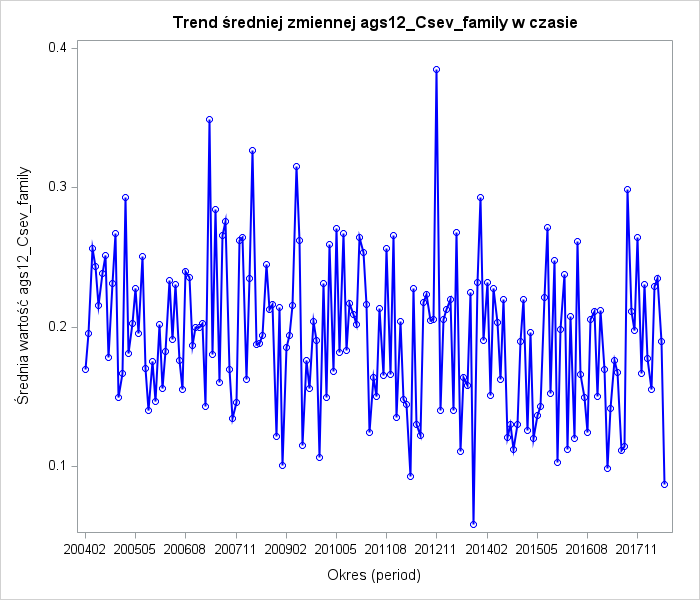 Trend średniej zmiennej ags12_Csev_family w czasie
Średnia wartość ags12_Csev_family
0.4
0.3
0.2
0.1
200402 200505 200608 200711 200902 201005 201108 201211 201402 201505 201608 201711
Okres (period)